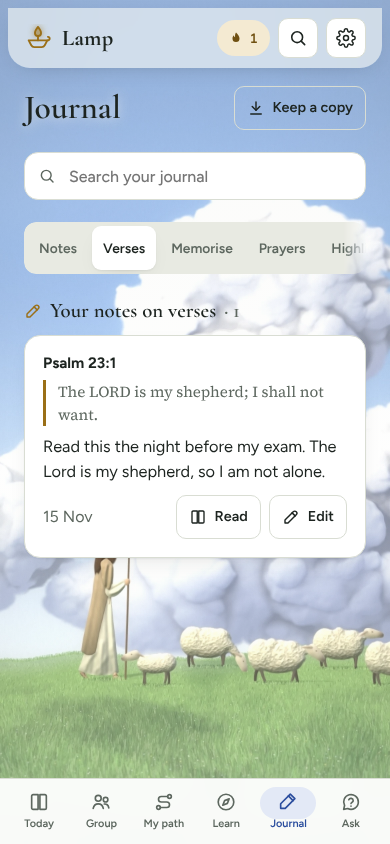 Lamp
1
Journal
Keep a copy
Search your journal
Notes Verses Memorise Prayers
Your notes on verses · 1
Psalm 23:1
The LORD is my shepherd; I shall not
want.
Read this the night before my exam. The
Lord is my shepherd, so I am not alone.
15 Nov Read Edit
Today Group My path Learn Journal Ask